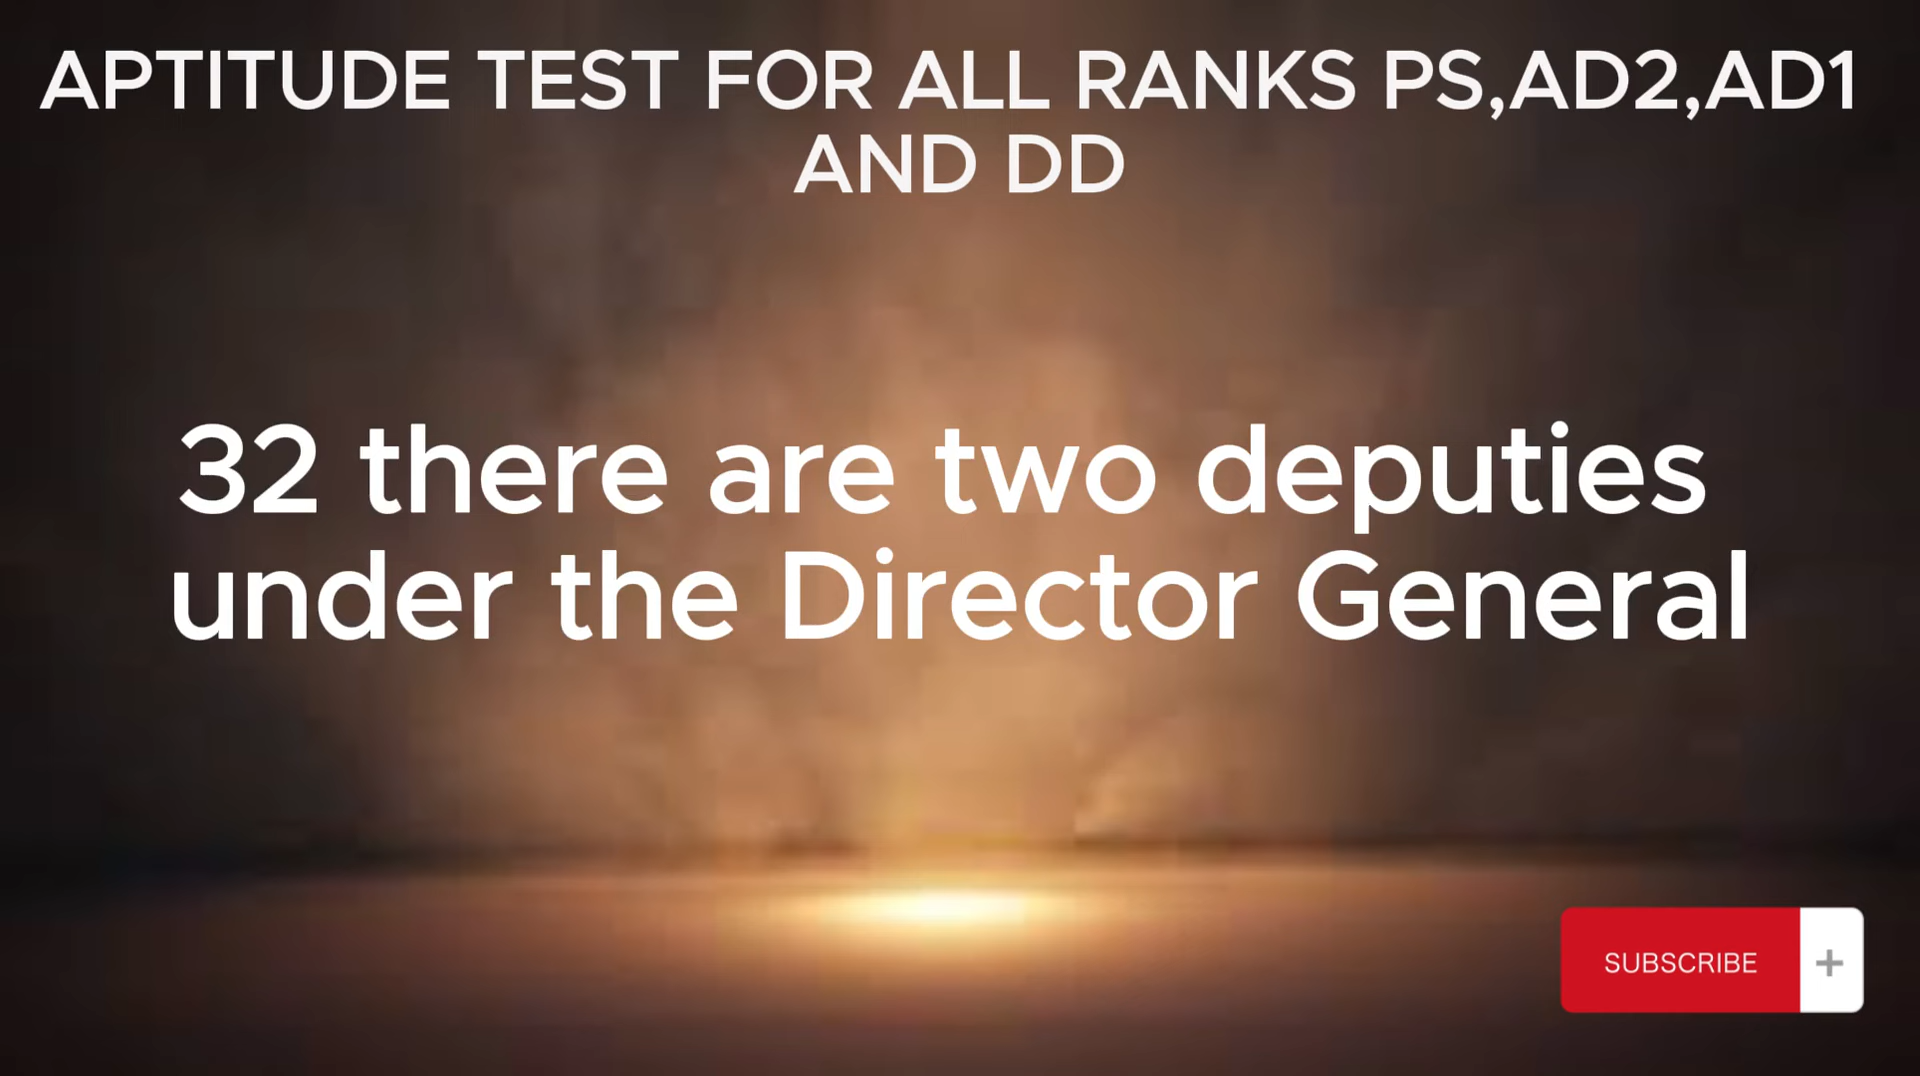 APTITUDE TEST FOR ALL RANKS PS,AD2,AD1
AND DD
32 there are two deputies
under the Director General
SUBSCRIBE +